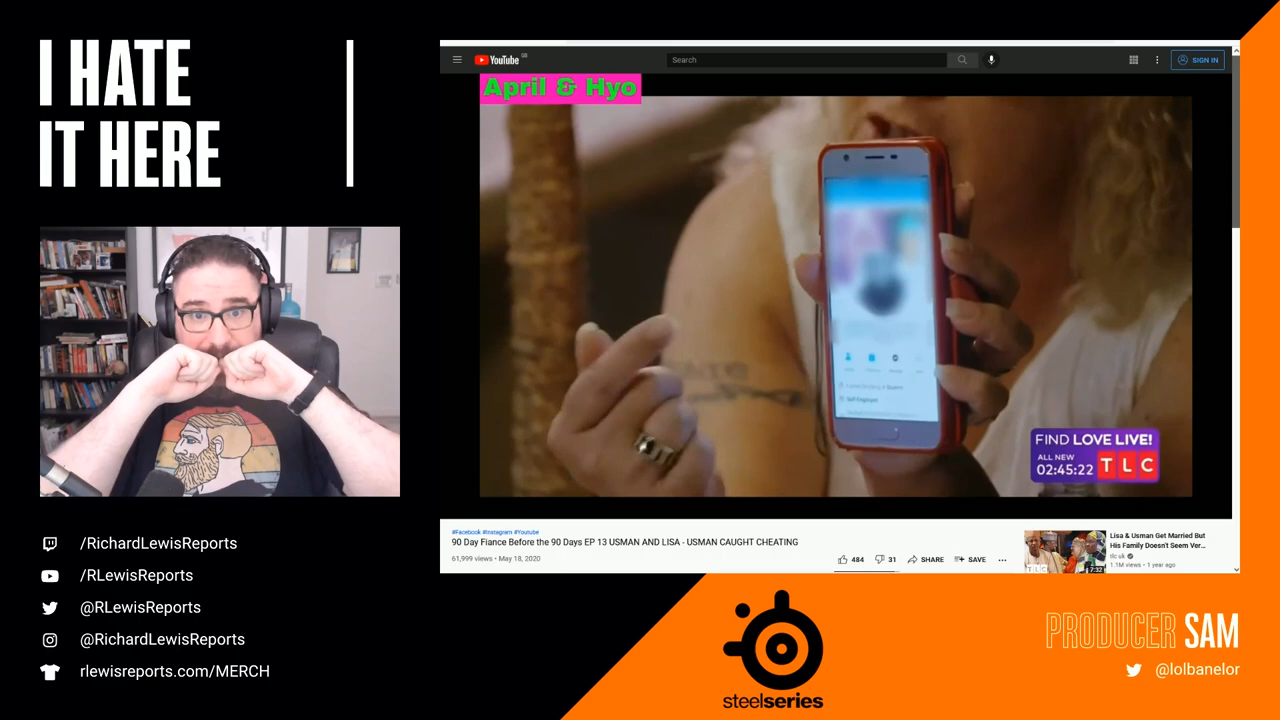 I HATE
IT HERE
/RichardLewisReports
/RLewisReports
@RLewisReports
@RichardLewisReports
rlewisreports.com/MERCH
YouTube GB
Search
SIGN IN
April & Hyo
FIND LOVE LIVE!
ALL NEW
02:45:22 TLC
#Facebook #Instagram #Youtube
90 Day Fiance Before the 90 Days EP 13 USMAN AND LISA - USMAN CAUGHT CHEATING
61,999 views • May 18, 2020
484
31
SHARE
SAVE
TLC
7:32
Lisa & Usman Get Married But
His Family Doesn't Seem Ver...
tlc uk
1.1M views • 1 year ago
steelseries
PRODUCER SAM
@lolbanelor